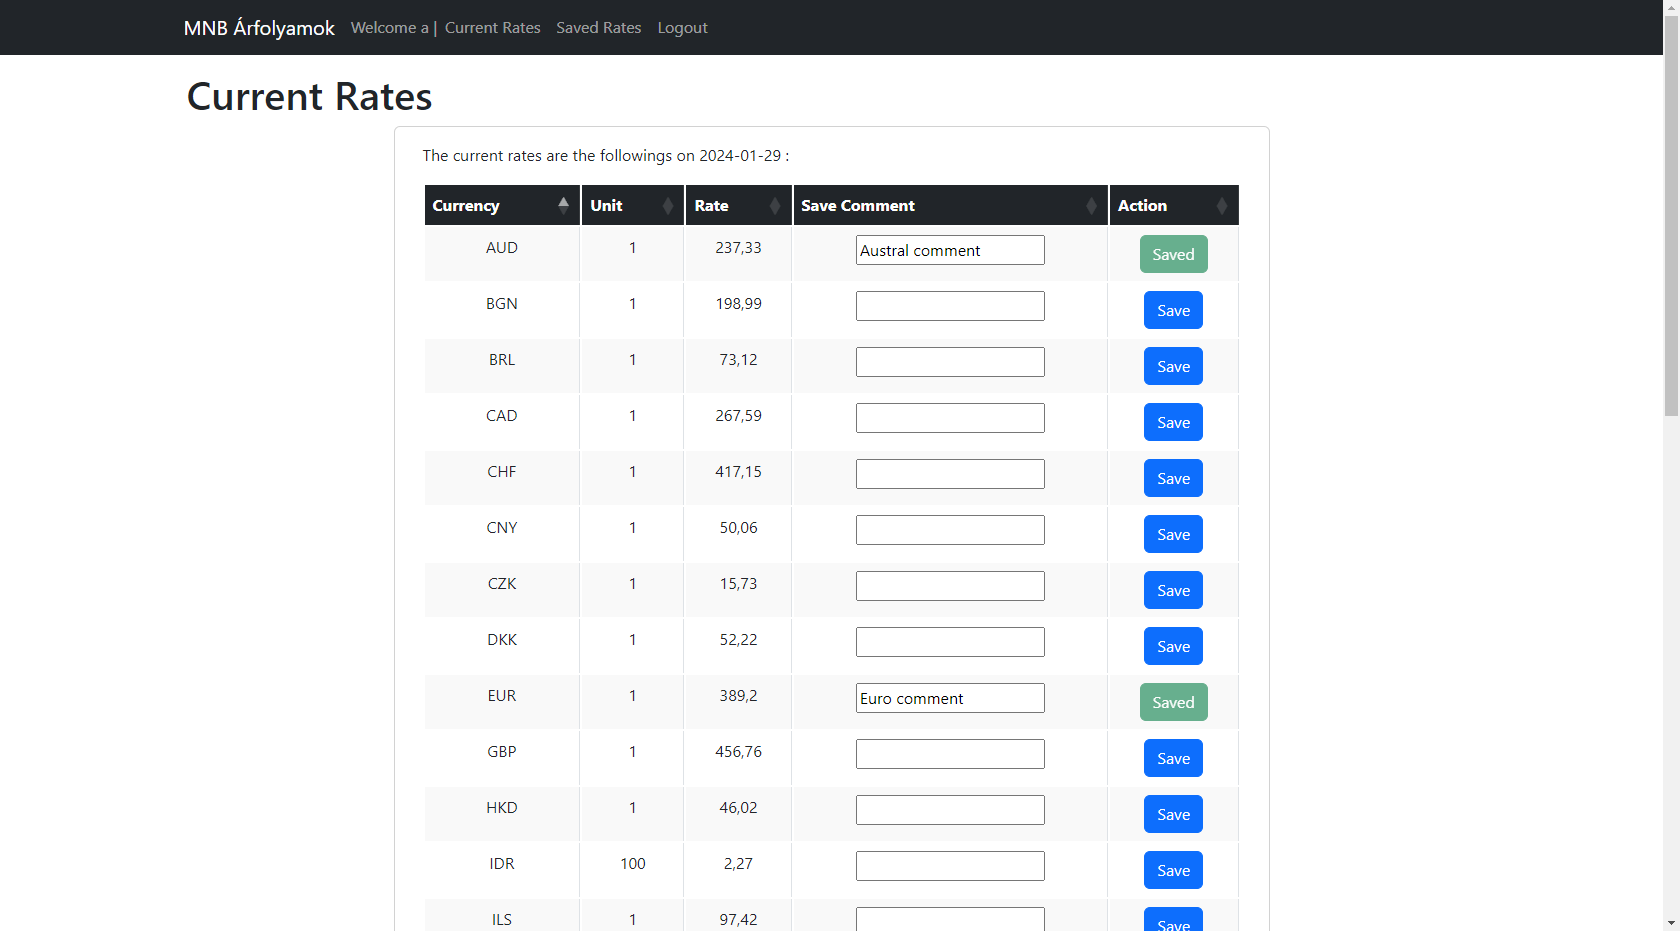 MNB Árfolyamok Welcome a | Current Rates Saved Rates Logout
Current Rates
The current rates are the followings on 2024-01-29 :
Currency Unit Rate Save Comment Action
AUD 1 237,33 Austral comment Saved
BGN 1 198,99 Save
BRL 1 73,12 Save
CAD 1 267,59 Save
CHF 1 417,15 Save
CNY 1 50,06 Save
CZK 1 15,73 Save
DKK 1 52,22 Save
EUR 1 389,2 Euro comment Saved
GBP 1 456,76 Save
HKD 1 46,02 Save
IDR 100 2,27 Save
ILS 1 97,42 Save